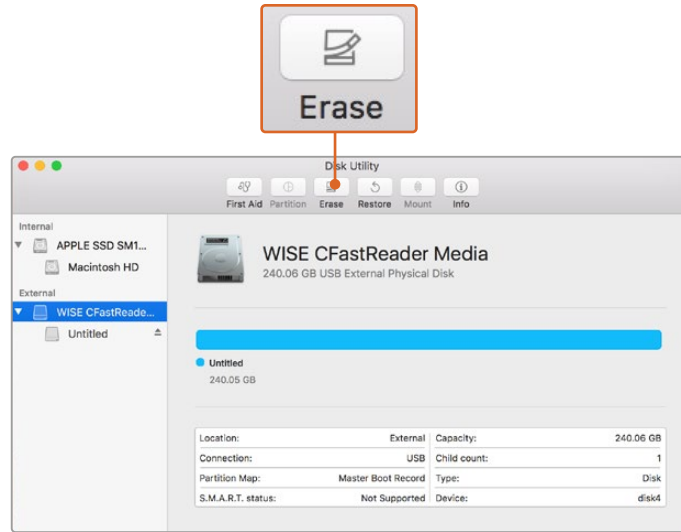 Erase
Disk Utility
First Aid Partition Erase Restore Mount Info
Internal
APPLE SSD SM1...
Macintosh HD
External
WISE CFastReade...
Untitled
WISE CFastReader Media
240.06 GB USB External Physical Disk
Untitled
240.05 GB
Location: External Capacity: 240.06 GB
Connection: USB Child count: 1
Partition Map: Master Boot Record Type: Disk
S.M.A.R.T. status: Not Supported Device: disk4